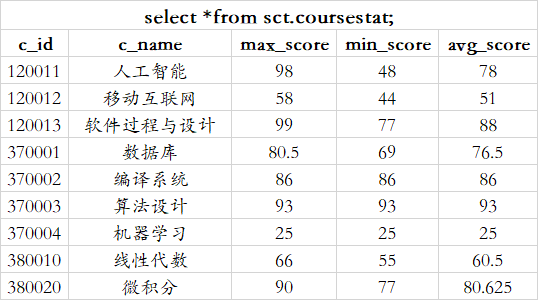 select *from sct.coursestat;
c_id c_name max_score min_score avg_score
120011 人工智能 98 48 78
120012 移动互联网 58 44 51
120013 软件过程与设计 99 77 88
370001 数据库 80.5 69 76.5
370002 编译系统 86 86 86
370003 算法设计 93 93 93
370004 机器学习 25 25 25
380010 线性代数 66 55 60.5
380020 微积分 90 77 80.625